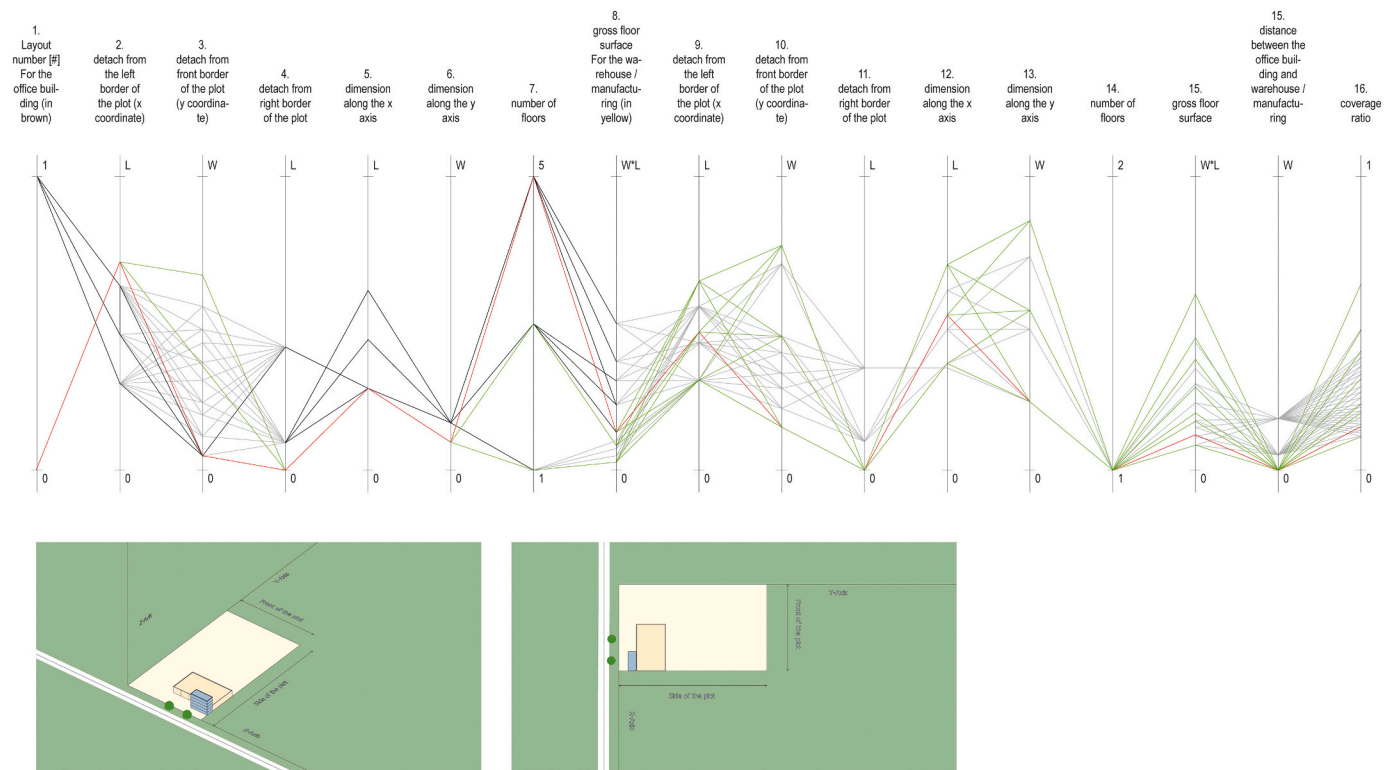 1.
Layout
number [#]
For the
office buil-
ding (in
brown)
2.
detach from
the left
border of
the plot (x
coordinate)
3.
detach from
front border
of the plot
(y coordina-
te)
4.
detach from
right border
of the plot
5.
dimension
along the x
axis
6.
dimension
along the y
axis
7.
number of
floors
8.
gross floor
surface
For the wa-
rehouse /
manufactu-
ring (in
yellow)
9.
detach from
the left
border of
the plot (x
coordinate)
10.
detach from
front border
of the plot
(y coordina-
te)
11.
detach from
right border
of the plot
12.
dimension
along the x
axis
13.
dimension
along the y
axis
14.
number of
floors
15.
gross floor
surface
15.
distance
between the
office buil-
ding and
warehouse /
manufactu-
ring
16.
coverage
ratio
1 L W L L W 5 W*L L W L L W 2 W*L W 1
0 0 0 0 0 0 1 0 0 0 0 0 0 1 0 0 0
Y-Axis
Front of the plot
Z-Axis
Side of the plot
X-Axis
Y-Axis
Front of the plot
Side of the plot
X-Axis